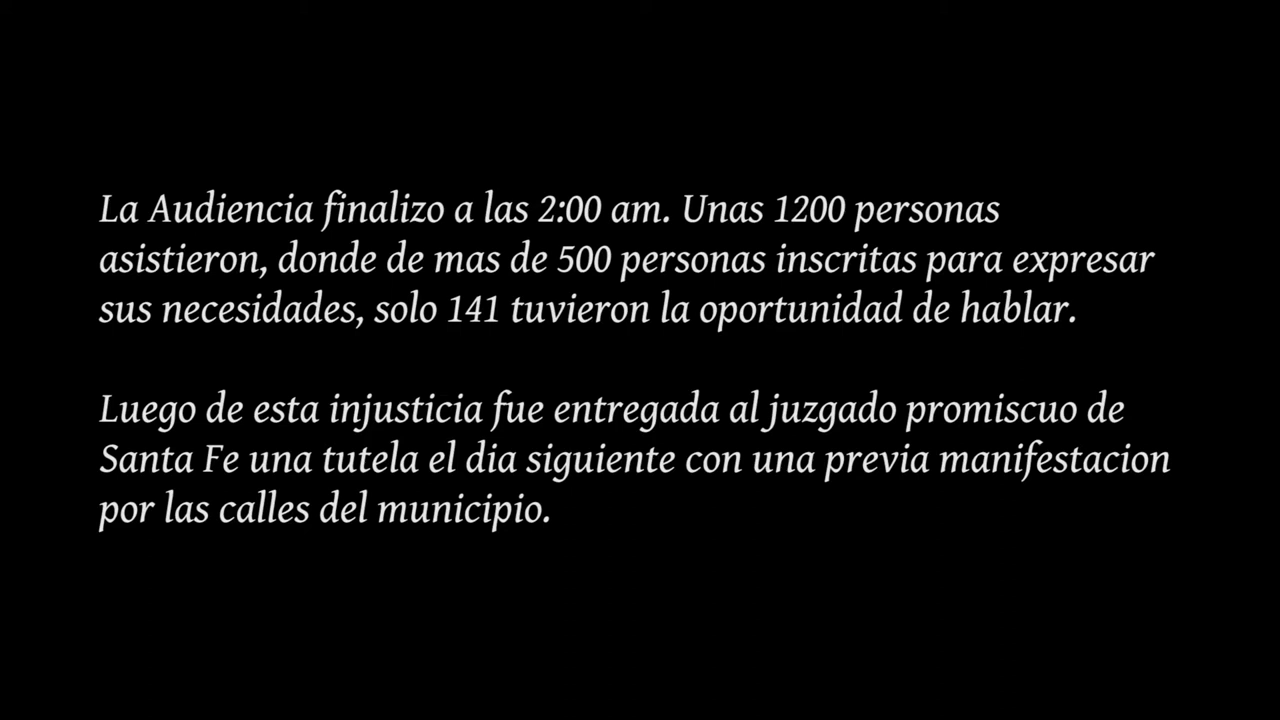 La Audiencia finalizo a las 2:00 am. Unas 1200 personas
asistieron, donde de mas de 500 personas inscritas para expresar
sus necesidades, solo 141 tuvieron la oportunidad de hablar.
Luego de esta injusticia fue entregada al juzgado promiscuo de
Santa Fe una tutela el dia siguiente con una previa manifestacion
por las calles del municipio.